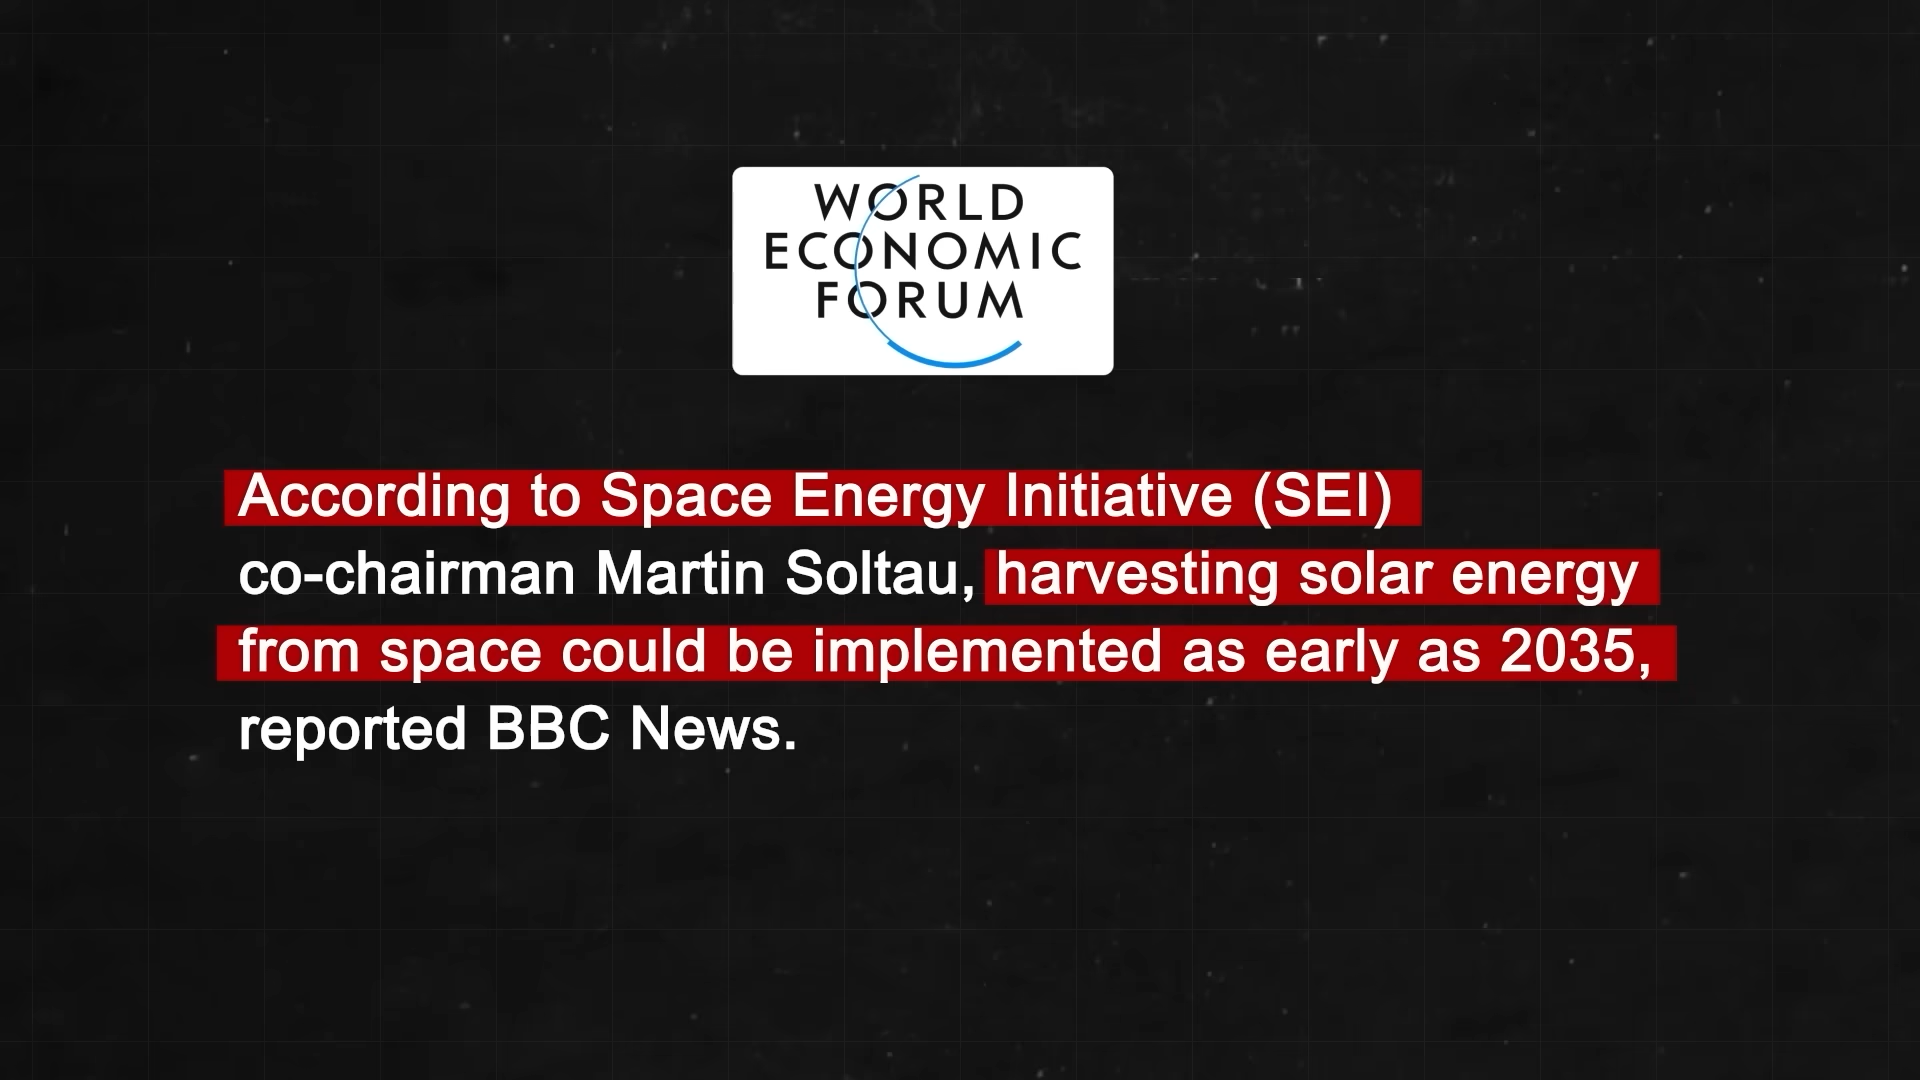 WORLD
ECONOMIC
FORUM
According to Space Energy Initiative (SEI)
co-chairman Martin Soltau, harvesting solar energy
from space could be implemented as early as 2035,
reported BBC News.